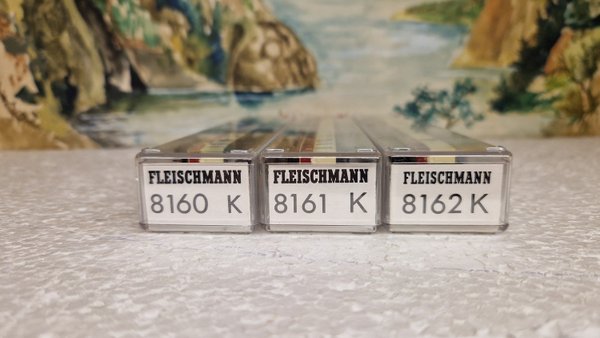 FLEISCHMANN
8160 K
FLEISCHMANN
8161 K
FLEISCHMANN
8162 K